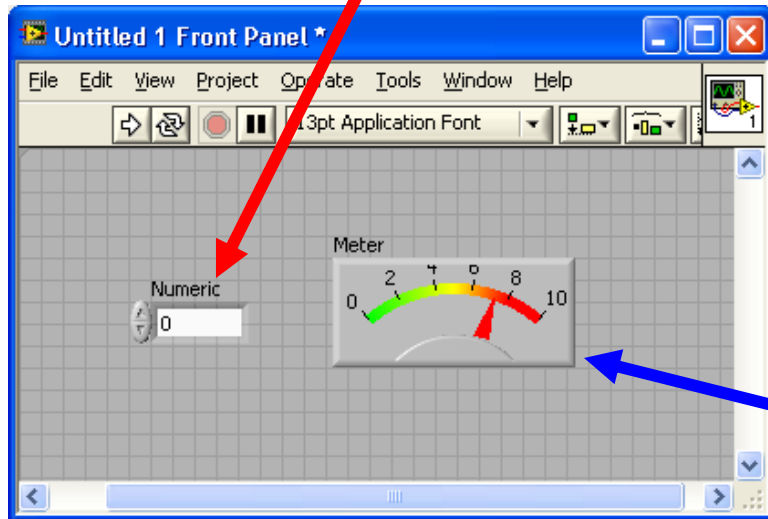 Untitled 1 Front Panel *
File Edit View Project Operate Tools Window Help
13pt Application Font
1
Meter
0 2 4 6 8 10
Numeric
0